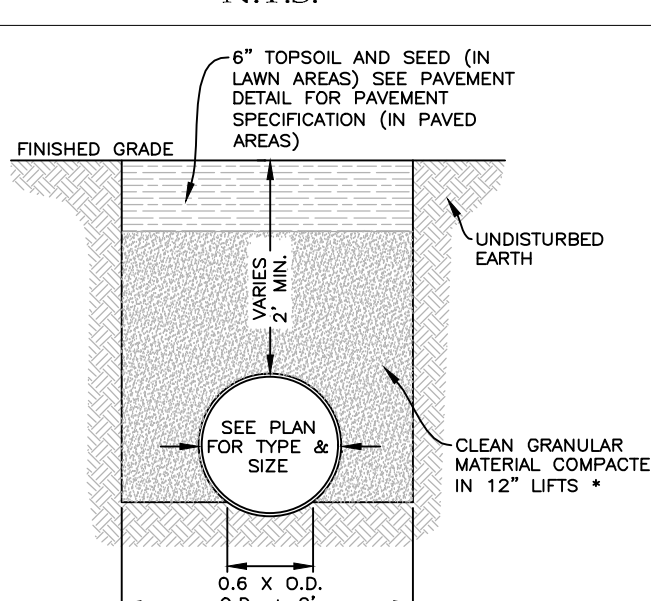 N.T.S.
6" TOPSOIL AND SEED (IN
LAWN AREAS) SEE PAVEMENT
DETAIL FOR PAVEMENT
SPECIFICATION (IN PAVED
AREAS)
FINISHED GRADE
UNDISTURBED
EARTH
VARIES
2' MIN.
SEE PLAN
FOR TYPE &
SIZE
CLEAN GRANULAR
MATERIAL COMPACTE
IN 12" LIFTS *
0.6 X O.D.
O.D. + 2'